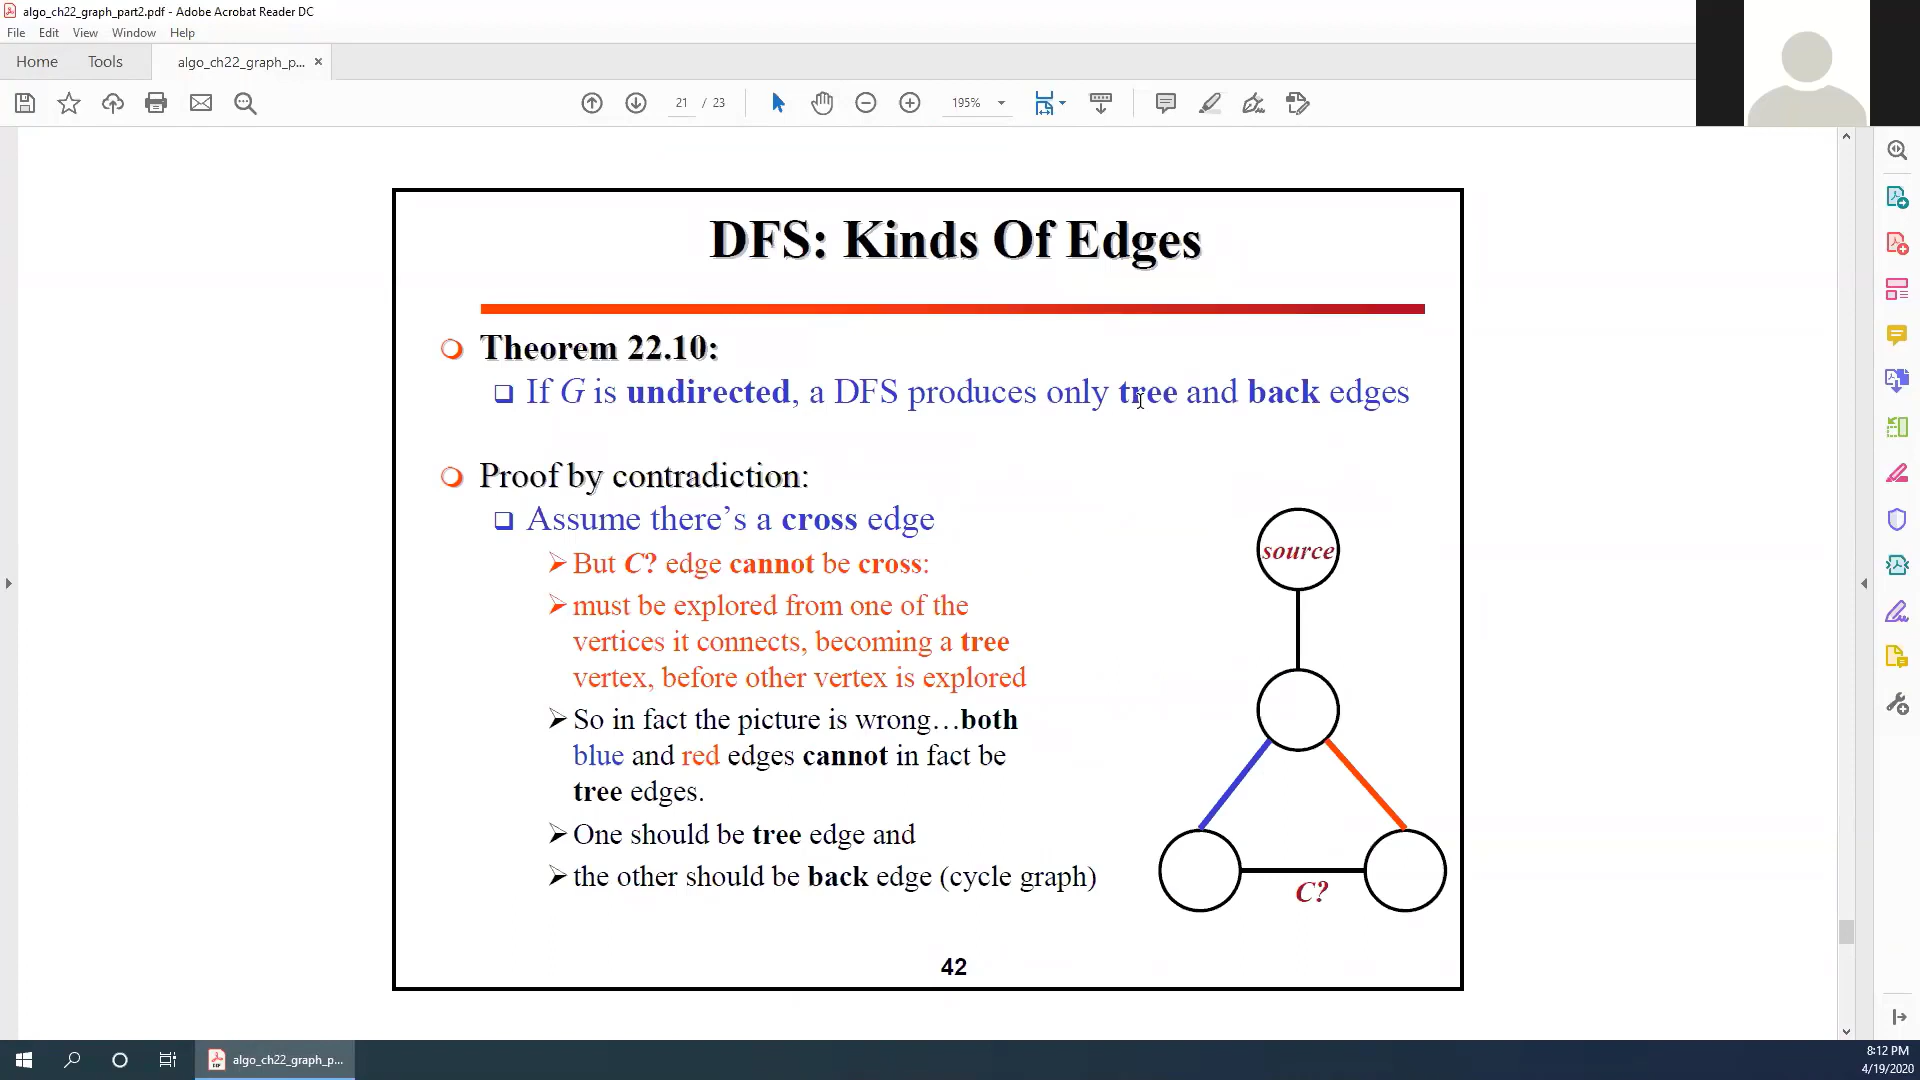 algo_ch22_graph_part2.pdf - Adobe Acrobat Reader DC
File Edit View Window Help
Home Tools algo_ch22_graph_p... ×
21 / 23 195%
DFS: Kinds Of Edges
Theorem 22.10:
If G is undirected, a DFS produces only tree and back edges
Proof by contradiction:
Assume there's a cross edge
But C? edge cannot be cross:
must be explored from one of the
vertices it connects, becoming a tree
vertex, before other vertex is explored
So in fact the picture is wrong…both
blue and red edges cannot in fact be
tree edges.
One should be tree edge and
the other should be back edge (cycle graph)
source
C?
42
algo_ch22_graph_p...
8:12 PM
4/19/2020